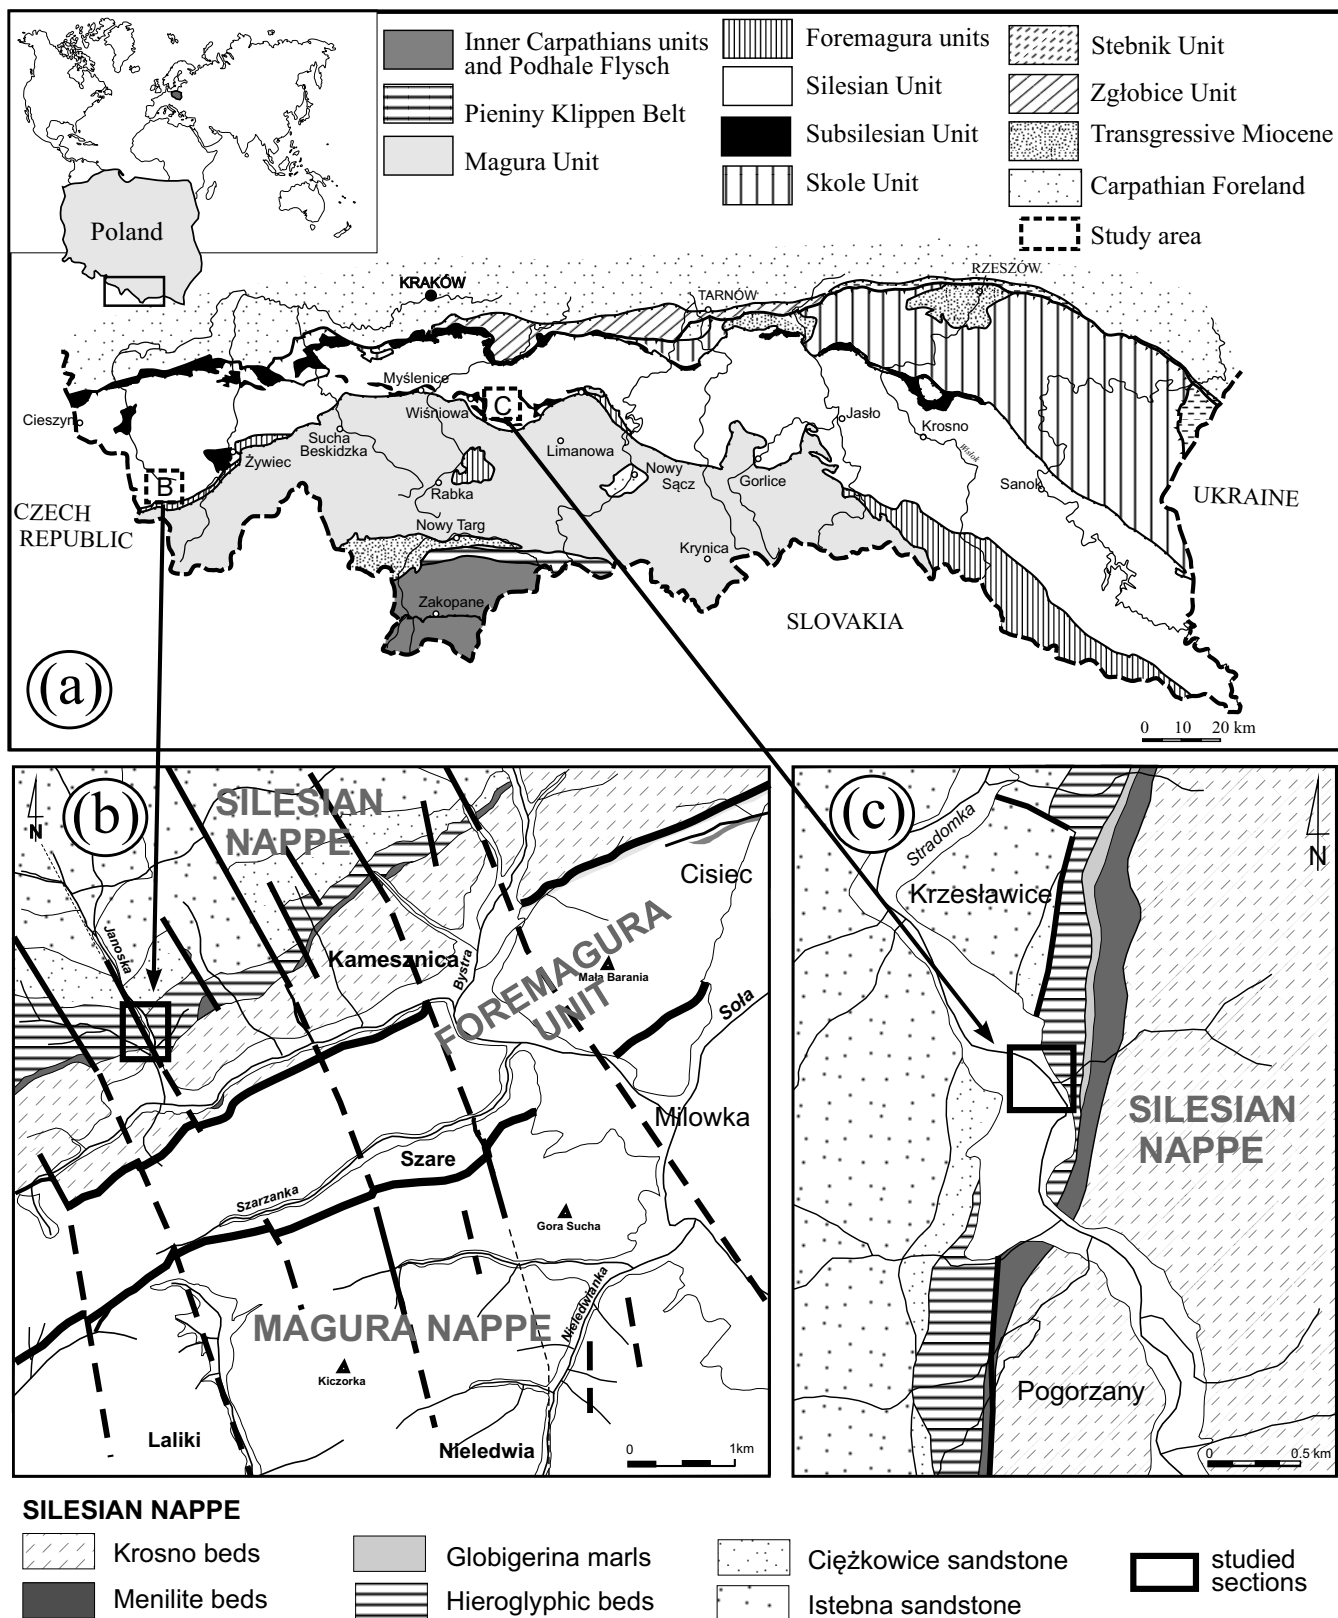 Inner Carpathians units
and Podhale Flysch
Pieniny Klippen Belt
Magura Unit
Foremagura units
Silesian Unit
Subsilesian Unit
Skole Unit
Stebnik Unit
Zgłobice Unit
Transgressive Miocene
Carpathian Foreland
Study area
Poland
KRAKÓW
TARNÓW
RZESZÓW
Myślenice
Cieszyn
Wiśniowa
C
Sucha
Beskidzka
Limanowa
Jasło
Krosno
Wisłok
Żywiec
Rabka
Nowy
Sącz
Gorlice
Sanok
B
CZECH
REPUBLIC
UKRAINE
Nowy Targ
Krynica
Zakopane
SLOVAKIA
(a)
0 10 20 km
(b)
N
SILESIAN
NAPPE
Cisiec
Janoska
Kamesznica
Bystra
Mała Barania
FOREMAGURA
UNIT
Soła
Milowka
Szare
Szarzanka
Gora Sucha
Nieledwianka
MAGURA NAPPE
Kiczorka
Laliki
Nieledwia
0 1km
(c)
N
Stradomka
Krzesławice
SILESIAN
NAPPE
Pogorzany
0 0.5 km
SILESIAN NAPPE
Krosno beds
Menilite beds
Globigerina marls
Hieroglyphic beds
Ciężkowice sandstone
Istebna sandstone
studied
sections